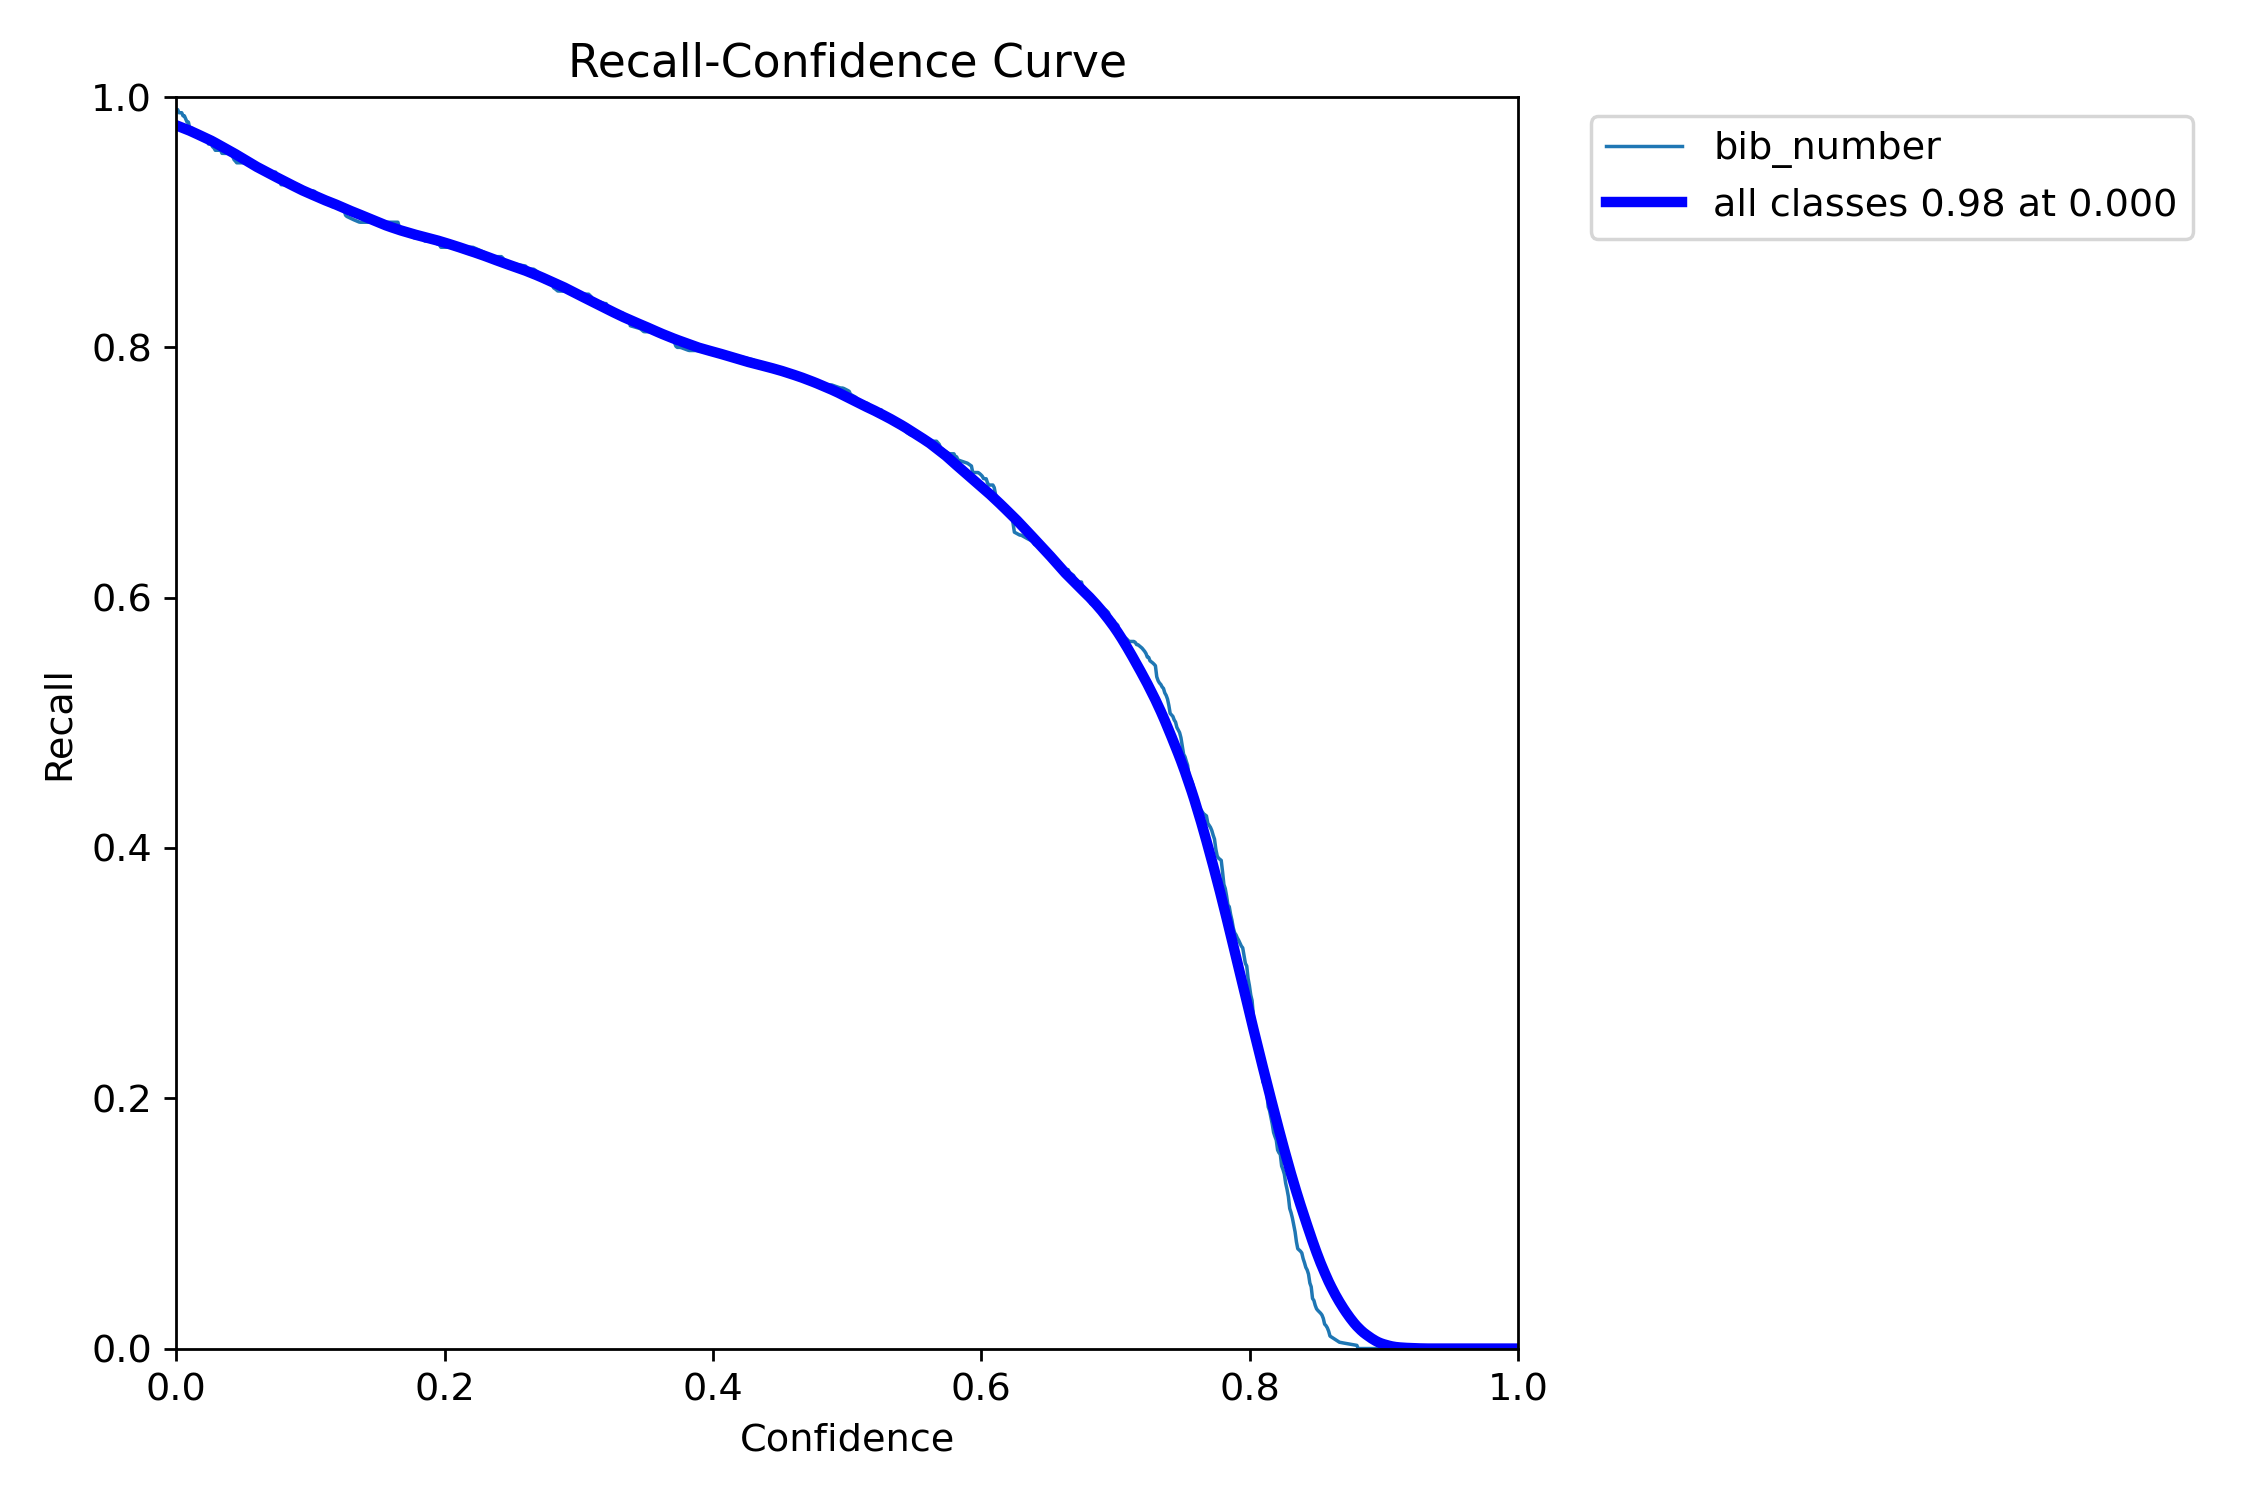 Recall-Confidence Curve
1.0
0.8
0.6
0.4
0.2
0.0
Recall
0.0 0.2 0.4 0.6 0.8 1.0
Confidence
bib_number
all classes 0.98 at 0.000